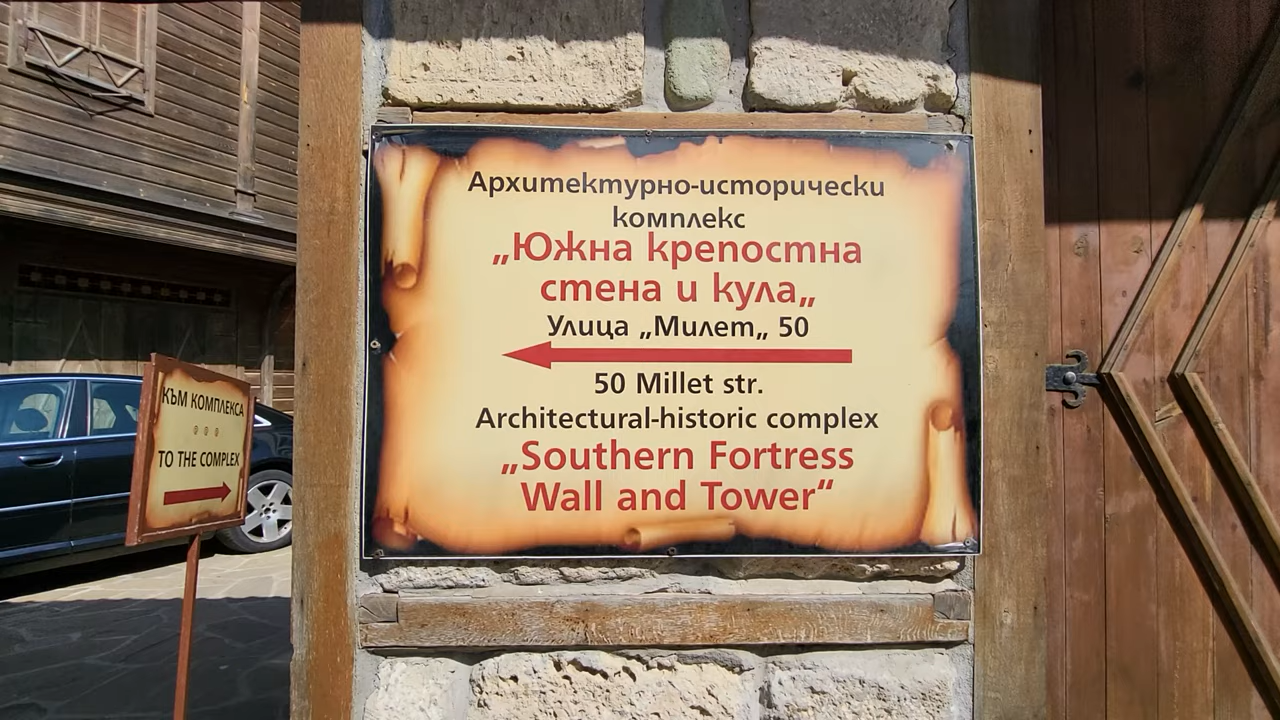 Архитектурно-исторически
комплекс
„Южна крепостна
стена и кула„
Улица „Милет„ 50
50 Millet str.
Architectural-historic complex
„Southern Fortress
Wall and Tower“
КЪМ КОМПЛЕКСА
TO THE COMPLEX